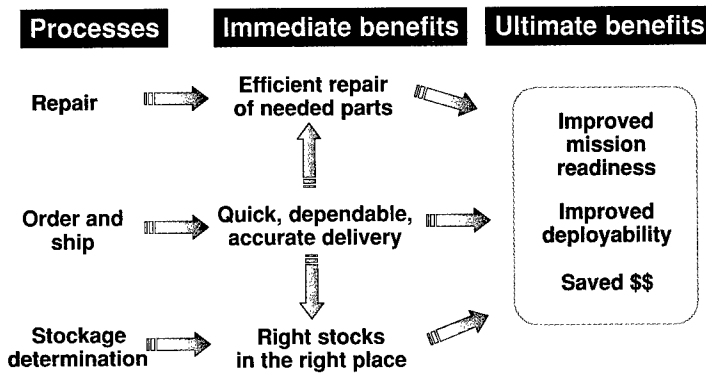 Processes
Immediate benefits
Ultimate benefits
Repair
Efficient repair
of needed parts
Order and
ship
Quick, dependable,
accurate delivery
Stockage
determination
Right stocks
in the right place
Improved
mission
readiness
Improved
deployability
Saved $$